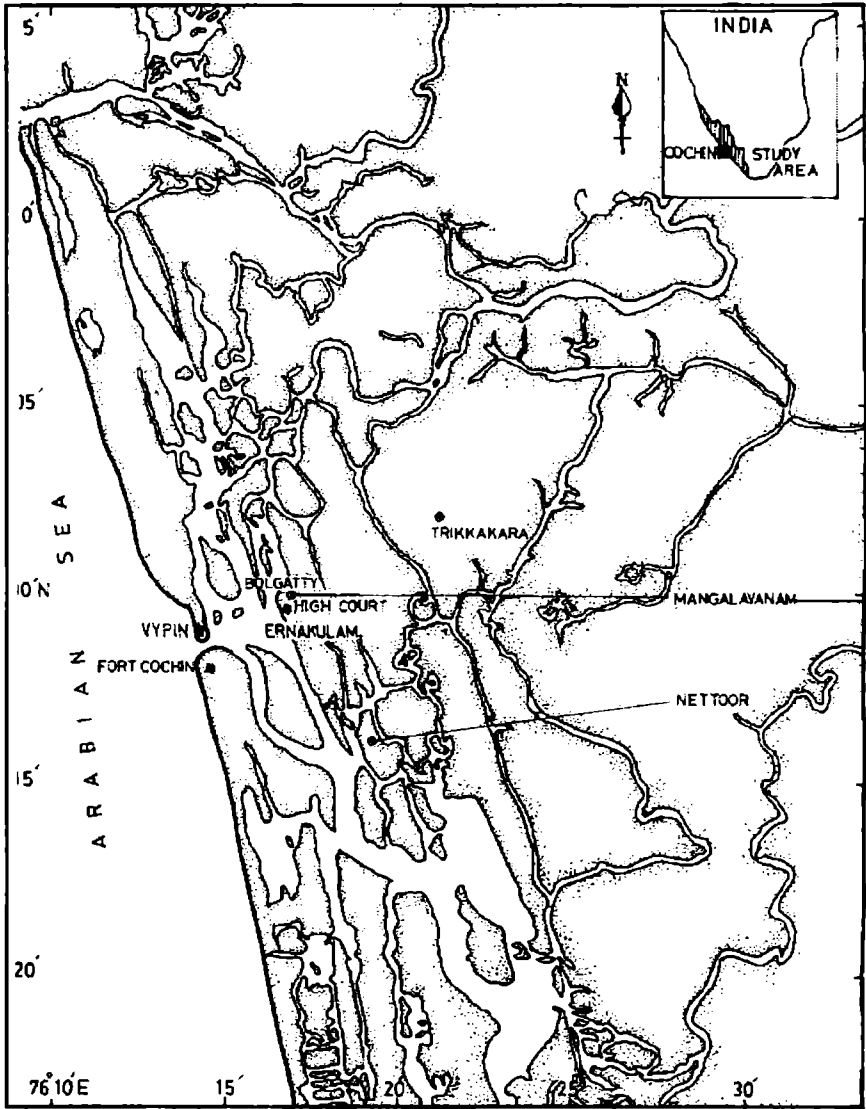 5′
INDIA
N
COCHIN
STUDY
AREA
0′
15′
TRIKKAKARA
10°N
SEA
BOLGATTY
HIGH COURT
MANGALAVANAM
VYPIN
ERNAKULAM
FORT COCHIN
NETTOOR
ARABIAN
15′
20′
76°10′E
15′
20
30